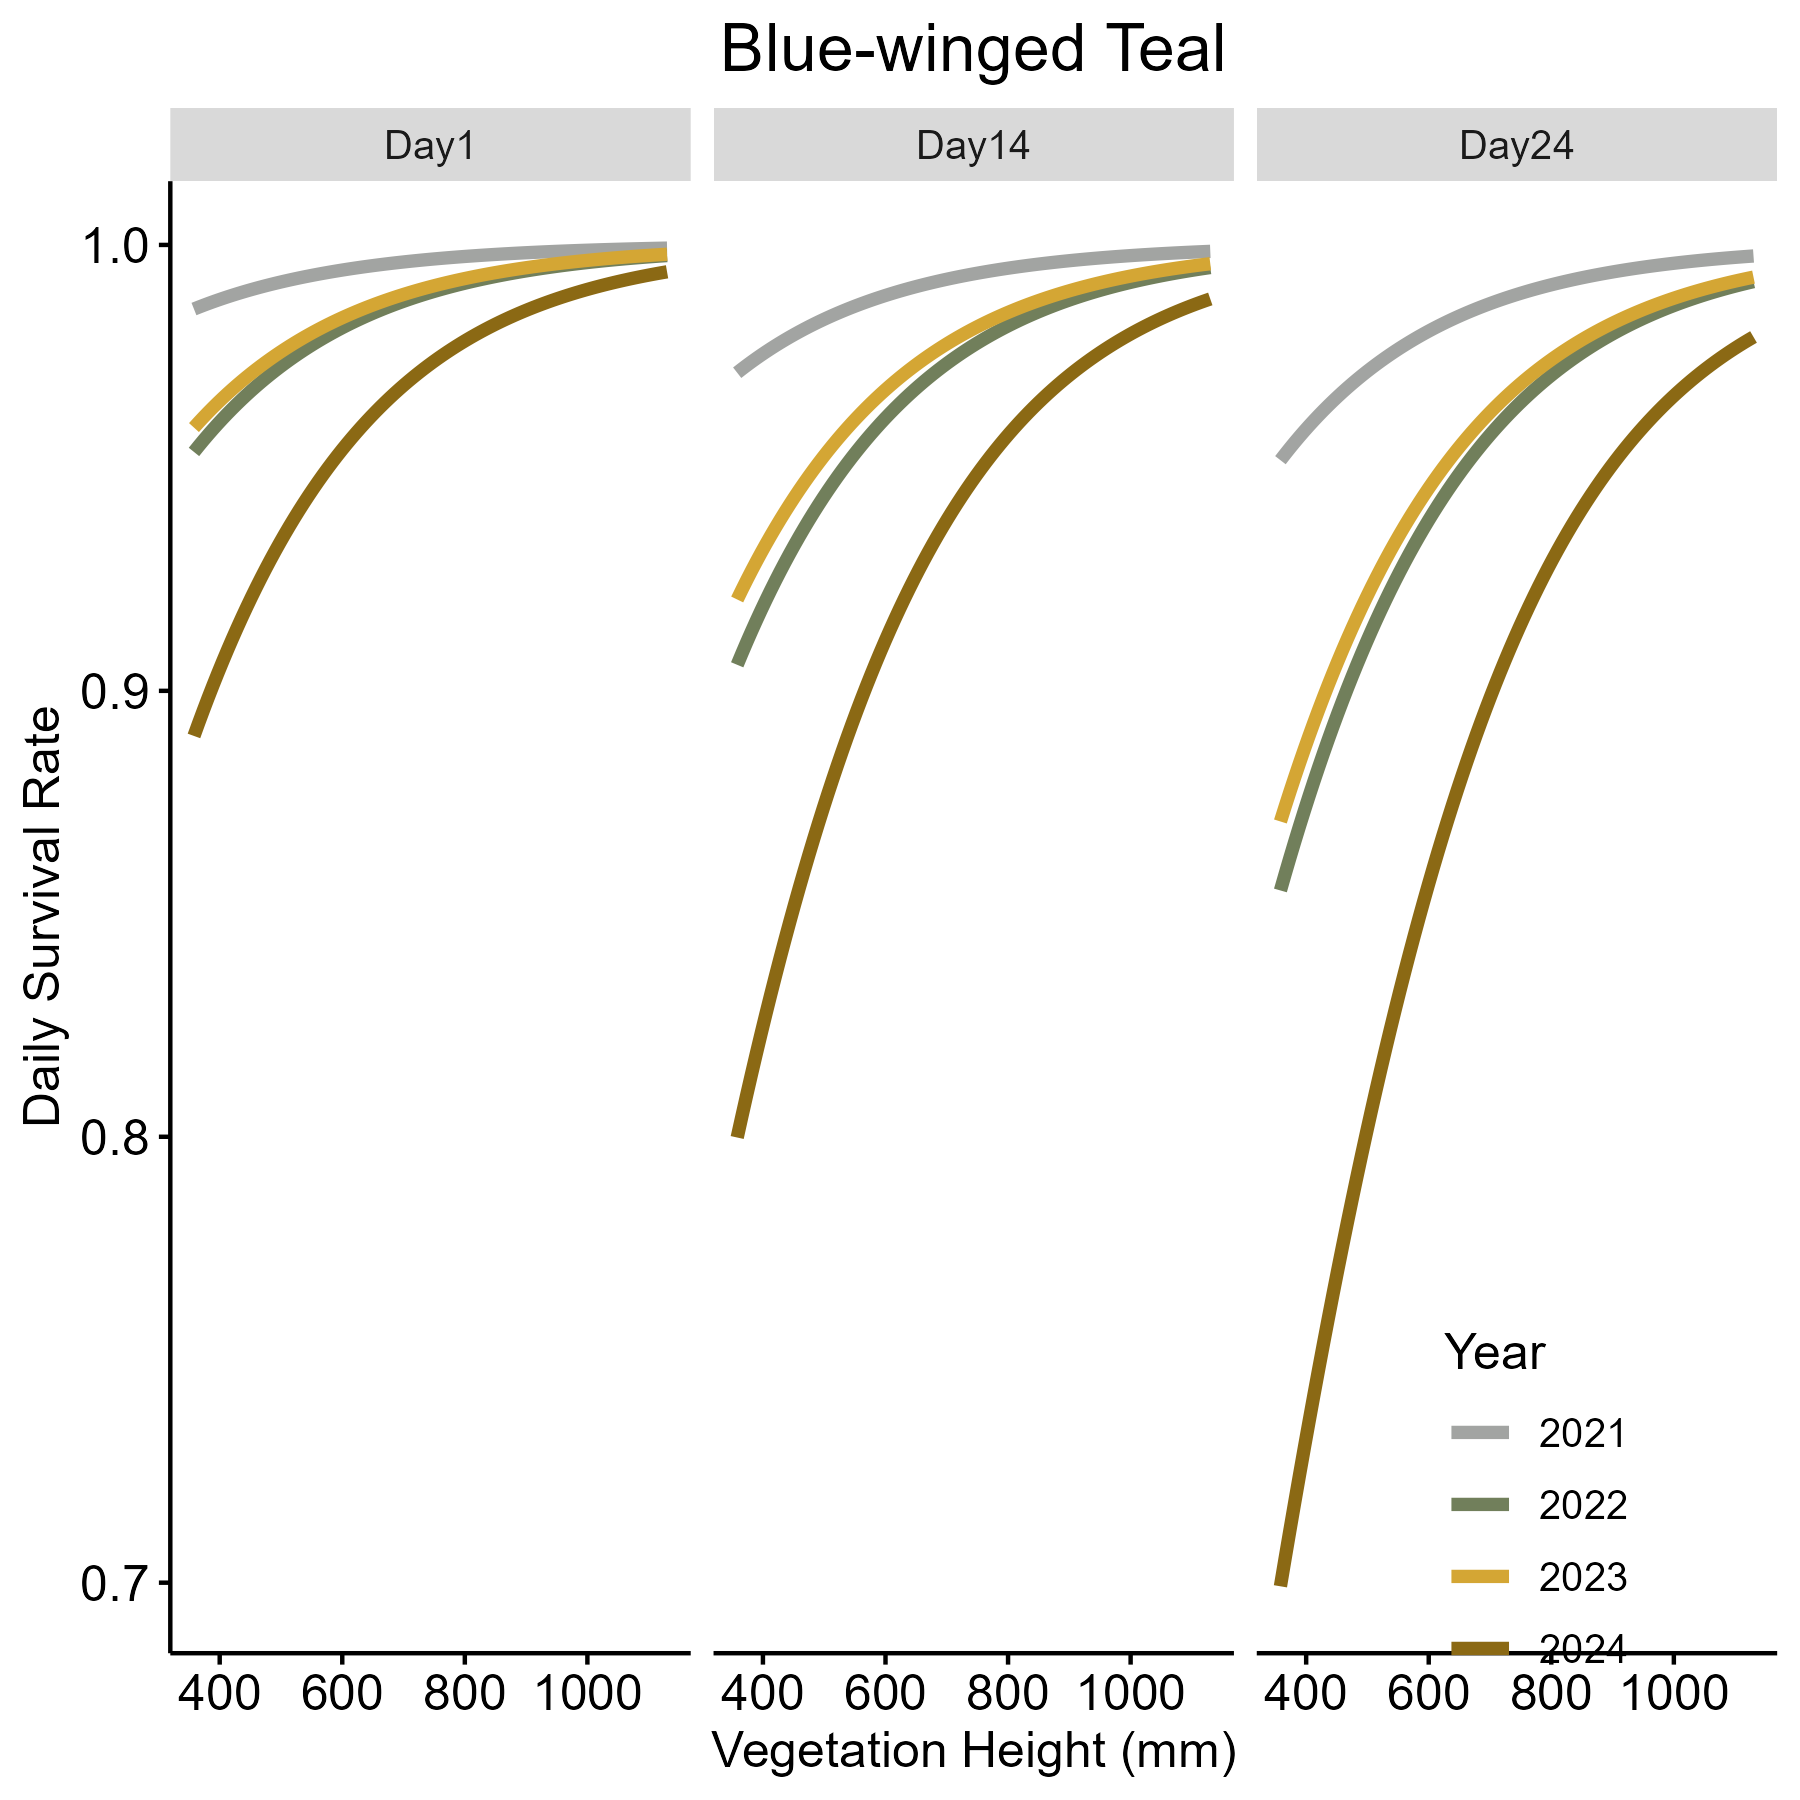 Blue-winged Teal
Day1 Day14 Day24
1.0
0.9
0.8
0.7
Daily Survival Rate
Year
2021
2022
2023
2024
400 600 800 1000 400 600 800 1000 400 600 800 1000
Vegetation Height (mm)